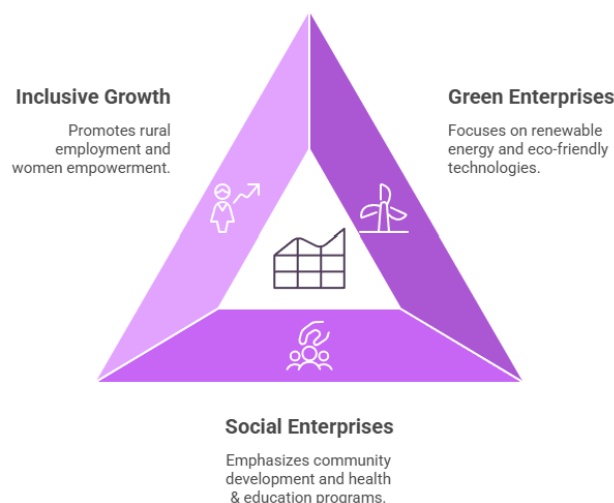 Inclusive Growth
Promotes rural
employment and
women empowerment.
Green Enterprises
Focuses on renewable
energy and eco-friendly
technologies.
Social Enterprises
Emphasizes community
development and health
& education programs.